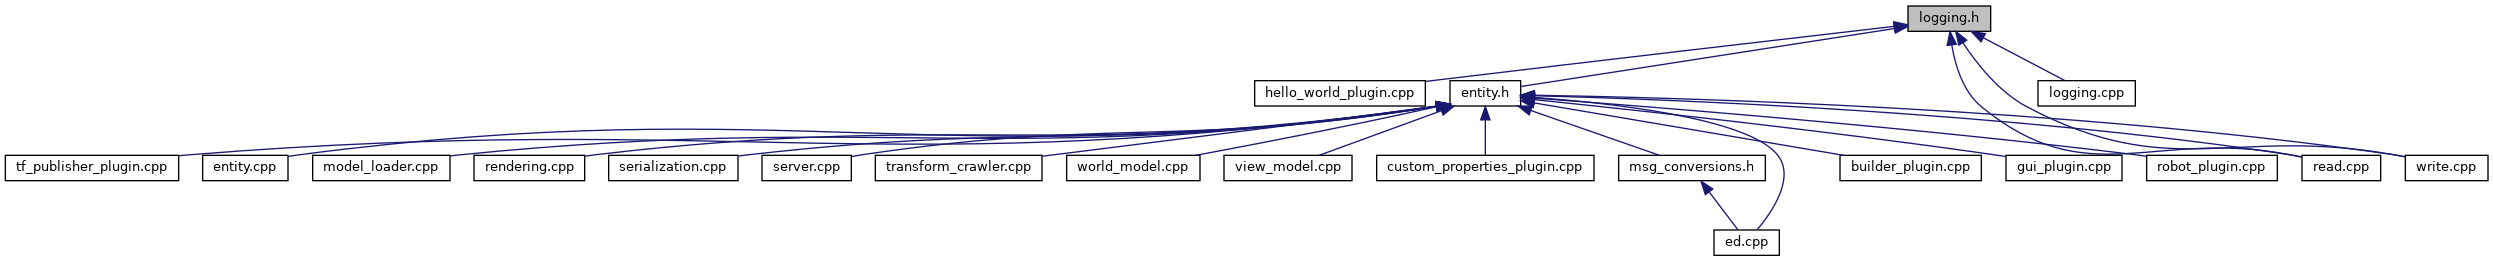 logging.h
hello_world_plugin.cpp
entity.h
logging.cpp
tf_publisher_plugin.cpp
entity.cpp
model_loader.cpp
rendering.cpp
serialization.cpp
server.cpp
transform_crawler.cpp
world_model.cpp
view_model.cpp
custom_properties_plugin.cpp
msg_conversions.h
builder_plugin.cpp
gui_plugin.cpp
robot_plugin.cpp
read.cpp
write.cpp
ed.cpp